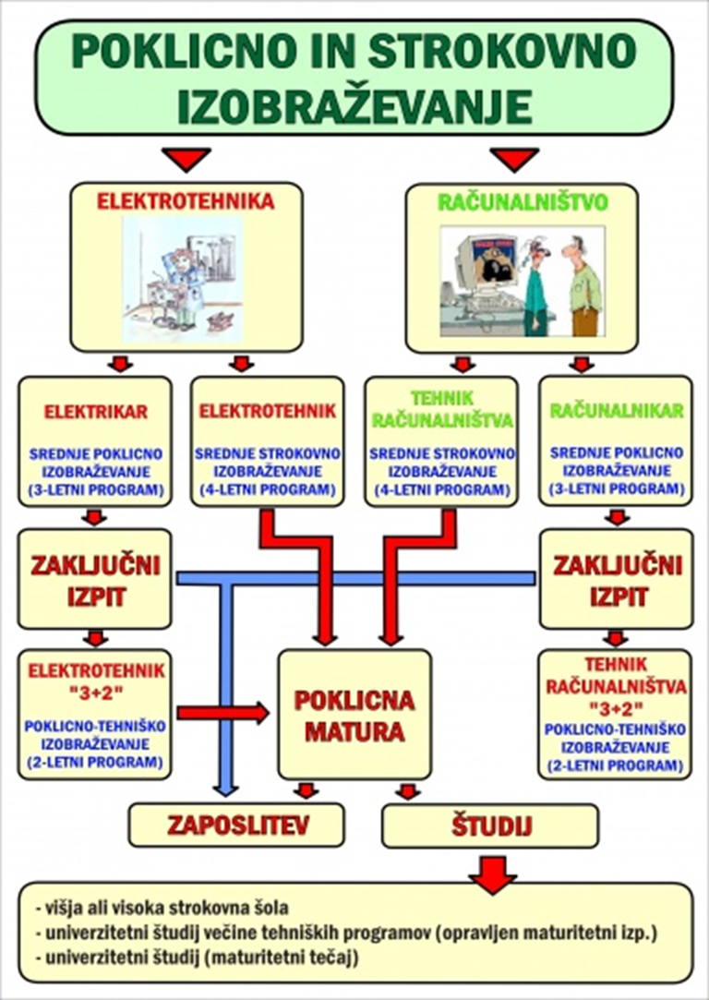 POKLICNO IN STROKOVNO
IZOBRAŽEVANJE
ELEKTROTEHNIKA
RAČUNALNIŠTVO
ELEKTRIKAR
SREDNJE POKLICNO
IZOBRAŽEVANJE
(3-LETNI PROGRAM)
ELEKTROTEHNIK
SREDNJE STROKOVNO
IZOBRAŽEVANJE
(4-LETNI PROGRAM)
TEHNIK
RAČUNALNIŠTVA
SREDNJE STROKOVNO
IZOBRAŽEVANJE
(4-LETNI PROGRAM)
RAČUNALNIKAR
SREDNJE POKLICNO
IZOBRAŽEVANJE
(3-LETNI PROGRAM)
ZAKLJUČNI
IZPIT
ZAKLJUČNI
IZPIT
ELEKTROTEHNIK
"3+2"
POKLICNO-TEHNIŠKO
IZOBRAŽEVANJE
(2-LETNI PROGRAM)
POKLICNA
MATURA
TEHNIK
RAČUNALNIŠTVA
"3+2"
POKLICNO-TEHNIŠKO
IZOBRAŽEVANJE
(2-LETNI PROGRAM)
ZAPOSLITEV
ŠTUDIJ
- višja ali visoka strokovna šola
- univerzitetni študij večine tehniških programov (opravljen maturitetni izp.)
- univerzitetni študij (maturitetni tečaj)